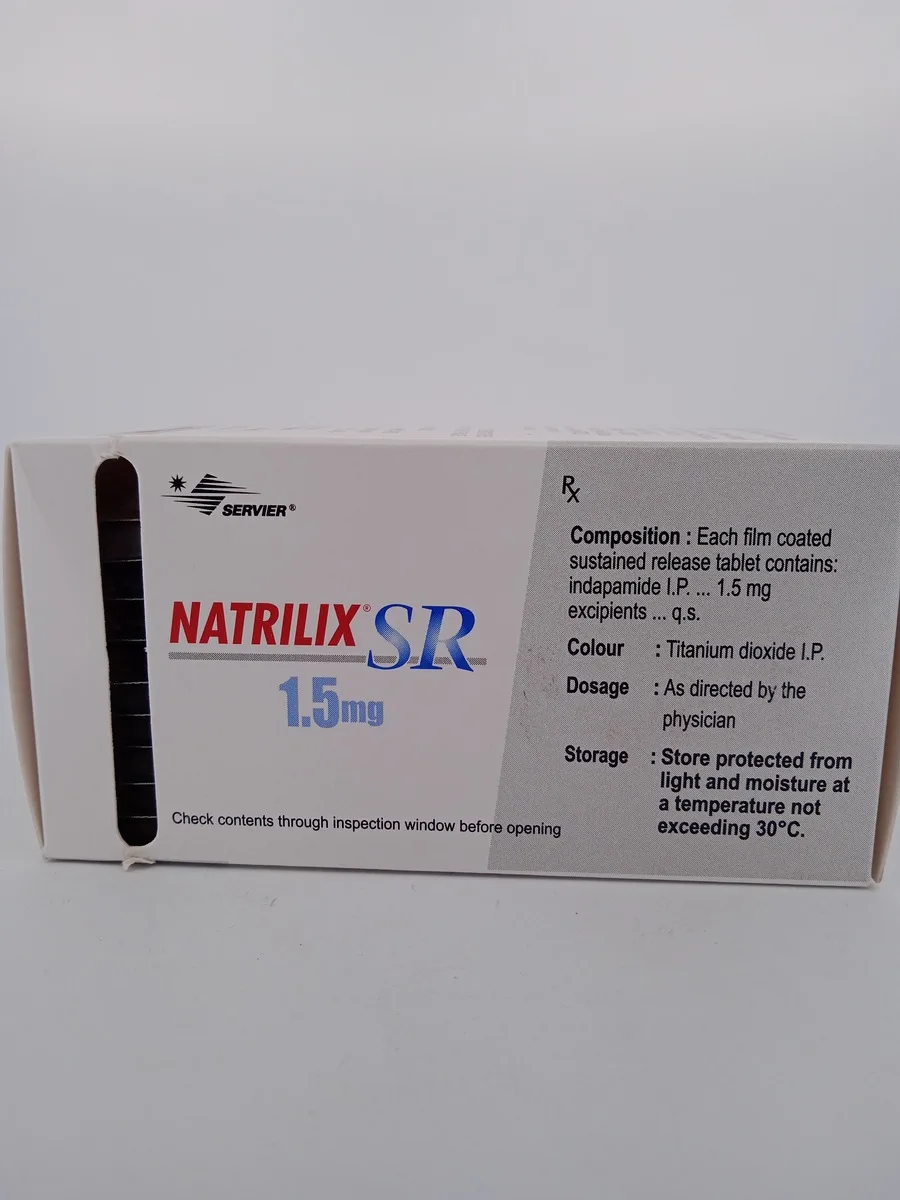 SERVIER®
NATRILIX® SR
1.5mg
Check contents through inspection window before opening
Rx
Composition : Each film coated
sustained release tablet contains:
indapamide I.P. ... 1.5 mg
excipients ... q.s.
Colour : Titanium dioxide I.P.
Dosage : As directed by the
physician
Storage : Store protected from
light and moisture at
a temperature not
exceeding 30°C.